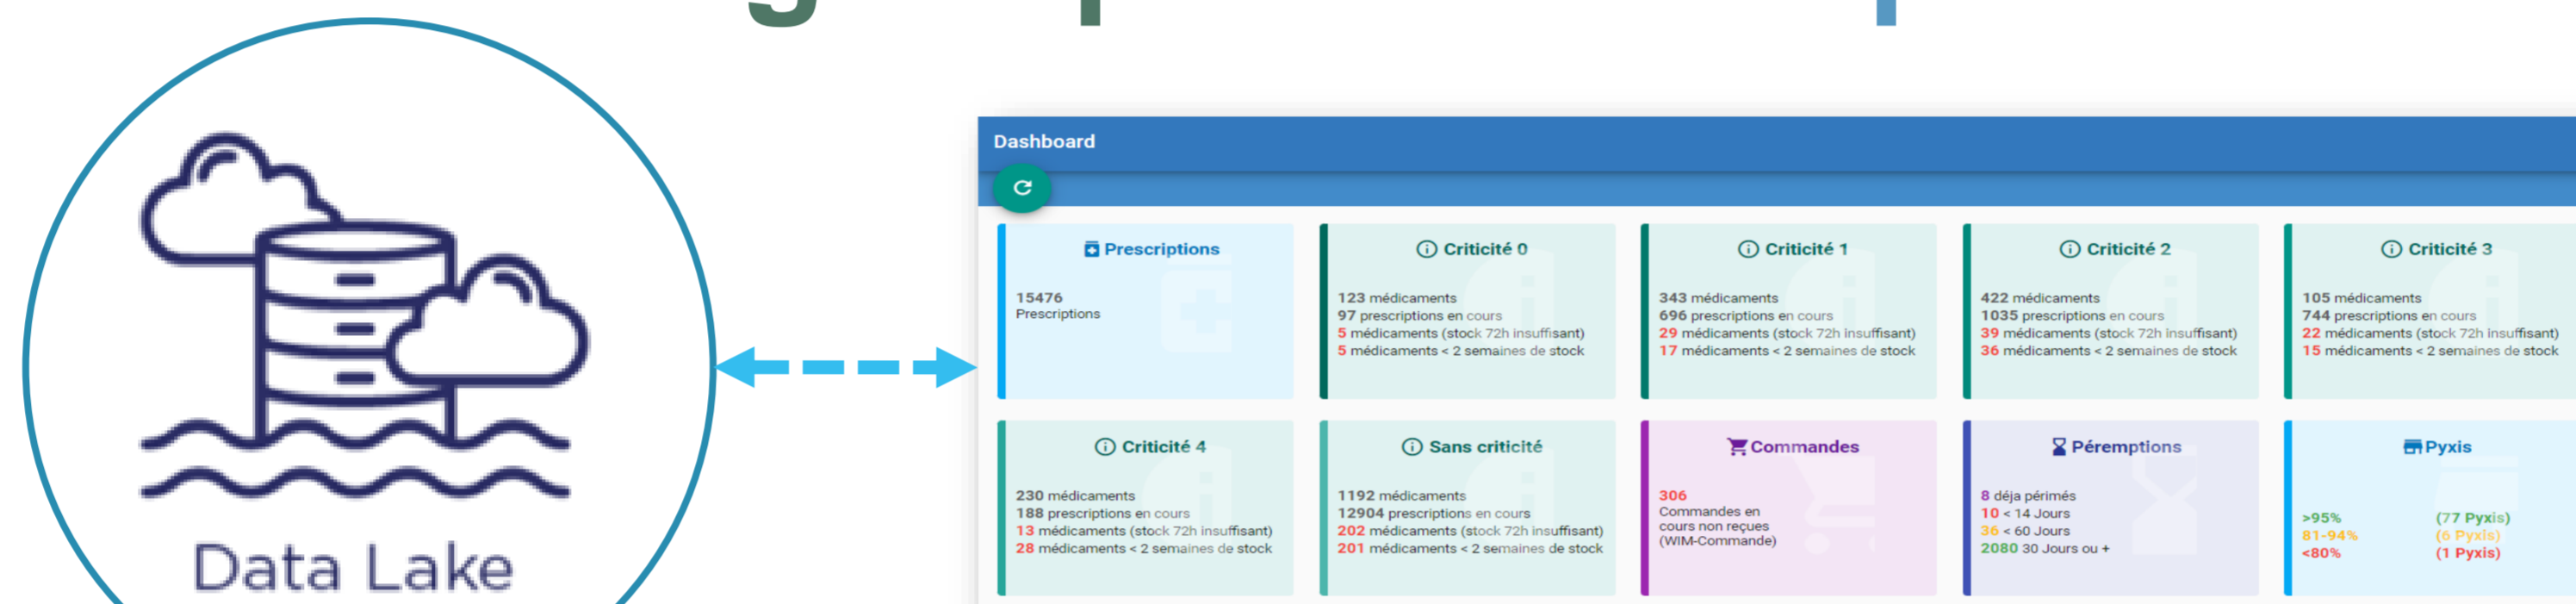 Data Lake
Dashboard
Prescriptions
15476
Prescriptions
Criticité 0
123 médicaments
97 prescriptions en cours
5 médicaments (stock 72h insuffisant)
5 médicaments < 2 semaines de stock
Criticité 1
343 médicaments
696 prescriptions en cours
29 médicaments (stock 72h insuffisant)
17 médicaments < 2 semaines de stock
Criticité 2
422 médicaments
1035 prescriptions en cours
39 médicaments (stock 72h insuffisant)
36 médicaments < 2 semaines de stock
Criticité 3
105 médicaments
744 prescriptions en cours
22 médicaments (stock 72h insuffisant)
15 médicaments < 2 semaines de stock
Criticité 4
230 médicaments
188 prescriptions en cours
13 médicaments (stock 72h insuffisant)
28 médicaments < 2 semaines de stock
Sans criticité
1192 médicaments
12904 prescriptions en cours
202 médicaments (stock 72h insuffisant)
201 médicaments < 2 semaines de stock
Commandes
306
Commandes en
cours non reçues
(WIM-Commande)
Péremptions
8 déja périmés
10 < 14 Jours
36 < 60 Jours
2080 30 Jours ou +
Pyxis
>95% (77 Pyxis)
81-94% (6 Pyxis)
<80% (1 Pyxis)